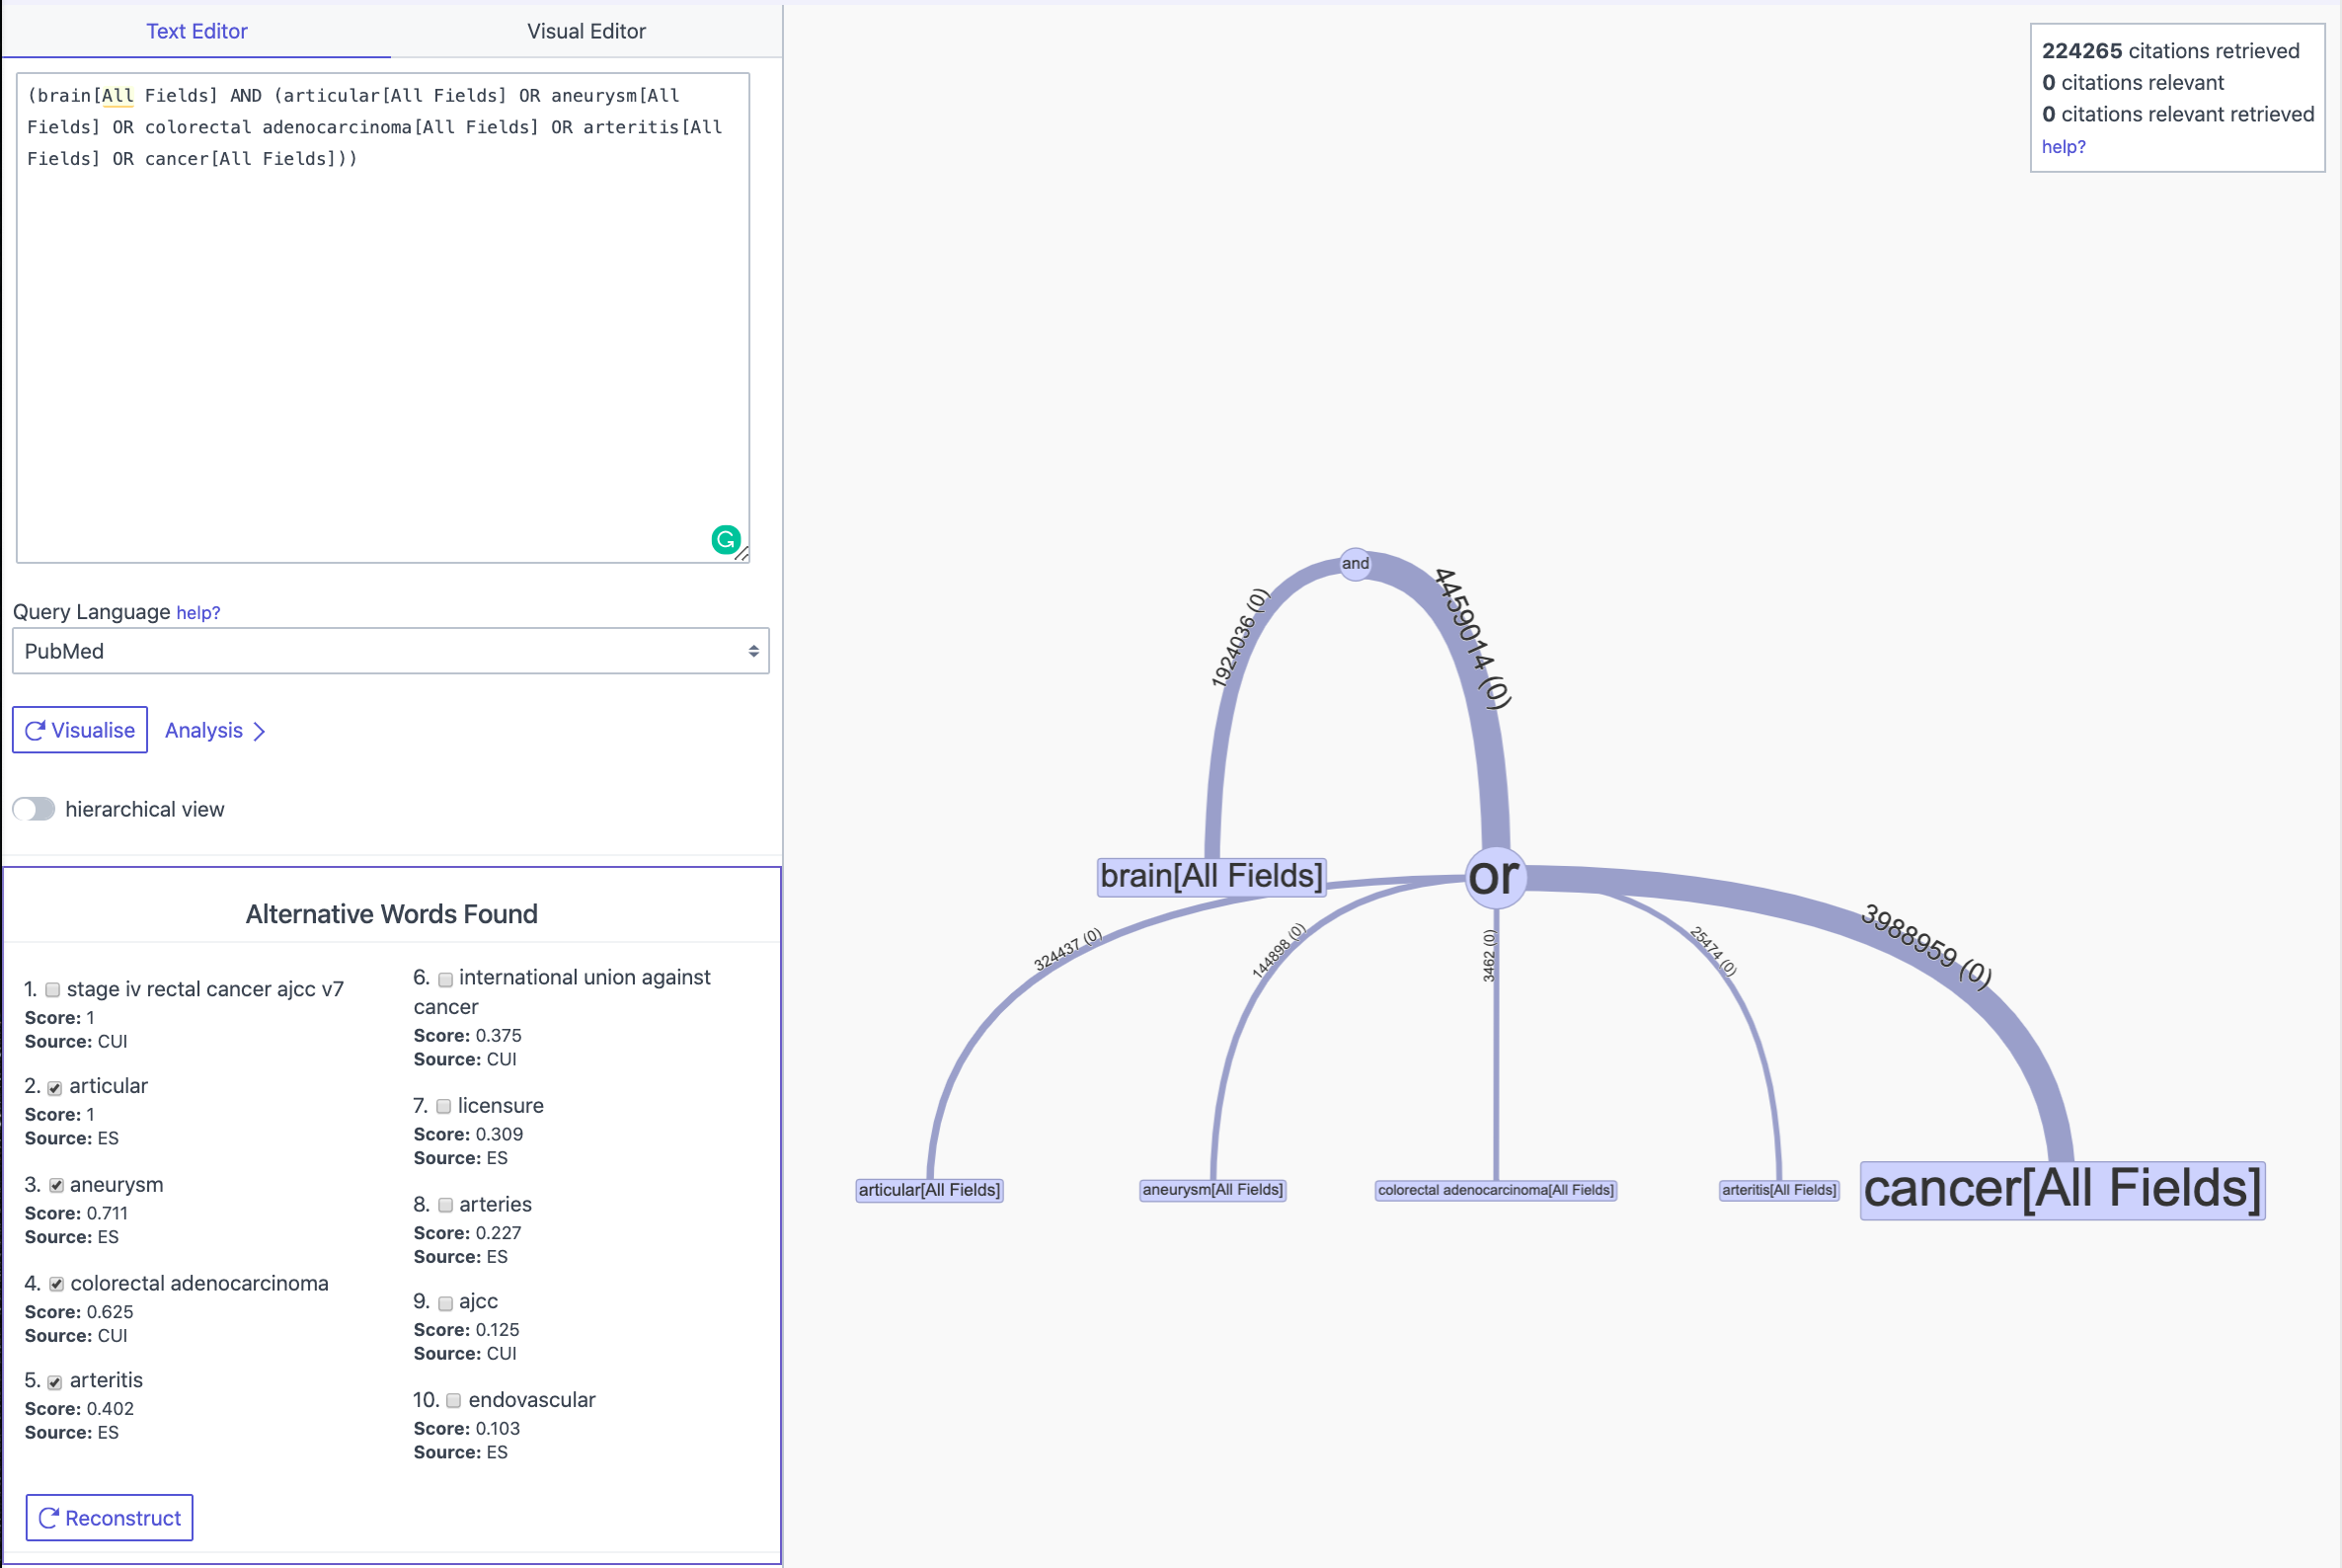 Text Editor
Visual Editor
(brain[All Fields] AND (articular[All Fields] OR aneurysm[All
Fields] OR colorectal adenocarcinoma[All Fields] OR arteritis[All
Fields] OR cancer[All Fields]))
Query Language help?
PubMed
Visualise
Analysis
hierarchical view
Alternative Words Found
1. stage iv rectal cancer ajcc v7
Score: 1
Source: CUI
2. articular
Score: 1
Source: ES
3. aneurysm
Score: 0.711
Source: ES
4. colorectal adenocarcinoma
Score: 0.625
Source: CUI
5. arteritis
Score: 0.402
Source: ES
6. international union against
cancer
Score: 0.375
Source: CUI
7. licensure
Score: 0.309
Source: ES
8. arteries
Score: 0.227
Source: ES
9. ajcc
Score: 0.125
Source: CUI
10. endovascular
Score: 0.103
Source: ES
Reconstruct
224265 citations retrieved
0 citations relevant
0 citations relevant retrieved
help?
and
1924036 (0)
4459014 (0)
brain[All Fields]
or
324437 (0)
144898 (0)
3462 (0)
25474 (0)
3988959 (0)
articular[All Fields]
aneurysm[All Fields]
colorectal adenocarcinoma[All Fields]
arteritis[All Fields]
cancer[All Fields]